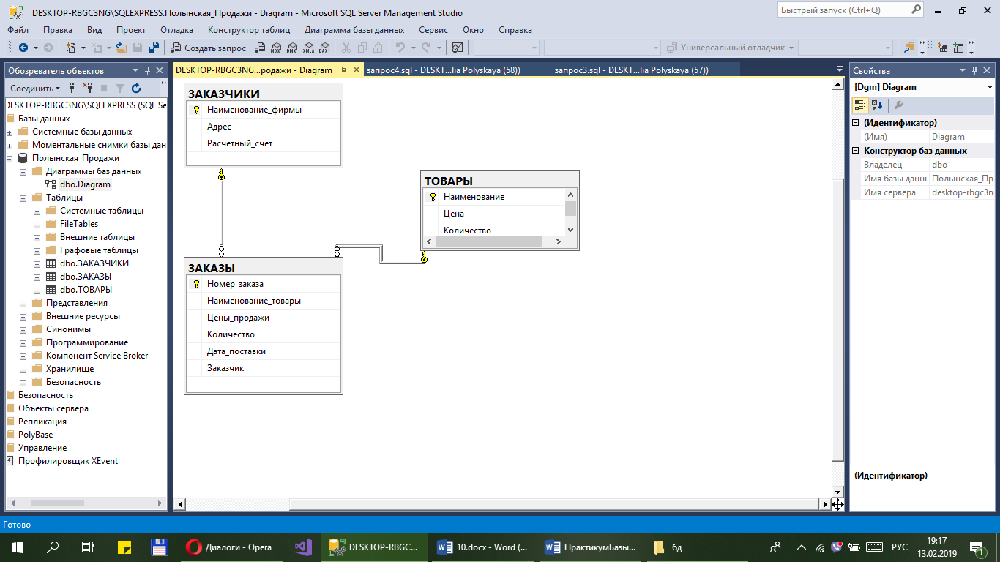 DESKTOP-RBGC3NG\SQLEXPRESS.Полынская_Продажи - Diagram - Microsoft SQL Server Management Studio
Быстрый запуск (Ctrl+Q)
Файл Правка Вид Проект Отладка Конструктор таблиц Диаграмма базы данных Сервис Окно Справка
Создать запрос MDX DMX XMLA DAX Универсальный отладчик
Обозреватель объектов
Соединить
DESKTOP-RBGC3NG\SQLEXPRESS (SQL Se
Базы данных
Системные базы данных
Моментальные снимки базы дан
Полынская_Продажи
Диаграммы баз данных
dbo.Diagram
Таблицы
Системные таблицы
FileTables
Внешние таблицы
Графовые таблицы
dbo.ЗАКАЗЧИКИ
dbo.ЗАКАЗЫ
dbo.ТОВАРЫ
Представления
Внешние ресурсы
Синонимы
Программирование
Компонент Service Broker
Хранилище
Безопасность
Безопасность
Объекты сервера
Репликация
PolyBase
Управление
Профилировщик XEvent
DESKTOP-RBGC3NG...родажи - Diagram
запрос4.sql - DESKT...lia Polyskaya (58))
запрос3.sql - DESKT...lia Polyskaya (57))
ЗАКАЗЧИКИ
Наименование_фирмы
Адрес
Расчетный_счет
ТОВАРЫ
Наименование
Цена
Количество
ЗАКАЗЫ
Номер_заказа
Наименование_товары
Цены_продажи
Количество
Дата_поставки
Заказчик
Свойства
[Dgm] Diagram
(Идентификатор)
(Имя) Diagram
Конструктор баз данных
Владелец dbo
Имя базы данны Полынская_Пр
Имя сервера desktop-rbgc3n
(Идентификатор)
Готово
Диалоги - Opera
DESKTOP-RBGC...
10.docx - Word (...
ПрактикумБазы...
бд
РУС
19:17
13.02.2019
1